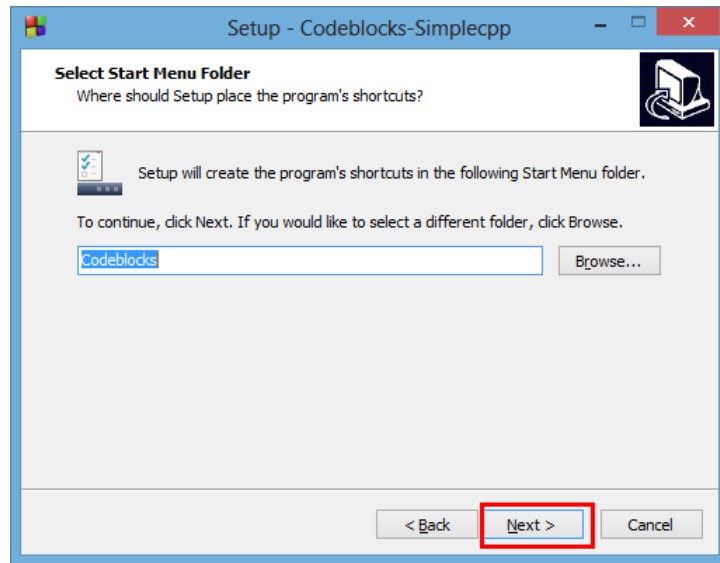 Setup - Codeblocks-Simplecpp
Select Start Menu Folder
Where should Setup place the program's shortcuts?
Setup will create the program's shortcuts in the following Start Menu folder.
To continue, click Next. If you would like to select a different folder, click Browse.
Codeblocks
Browse...
< Back
Next >
Cancel